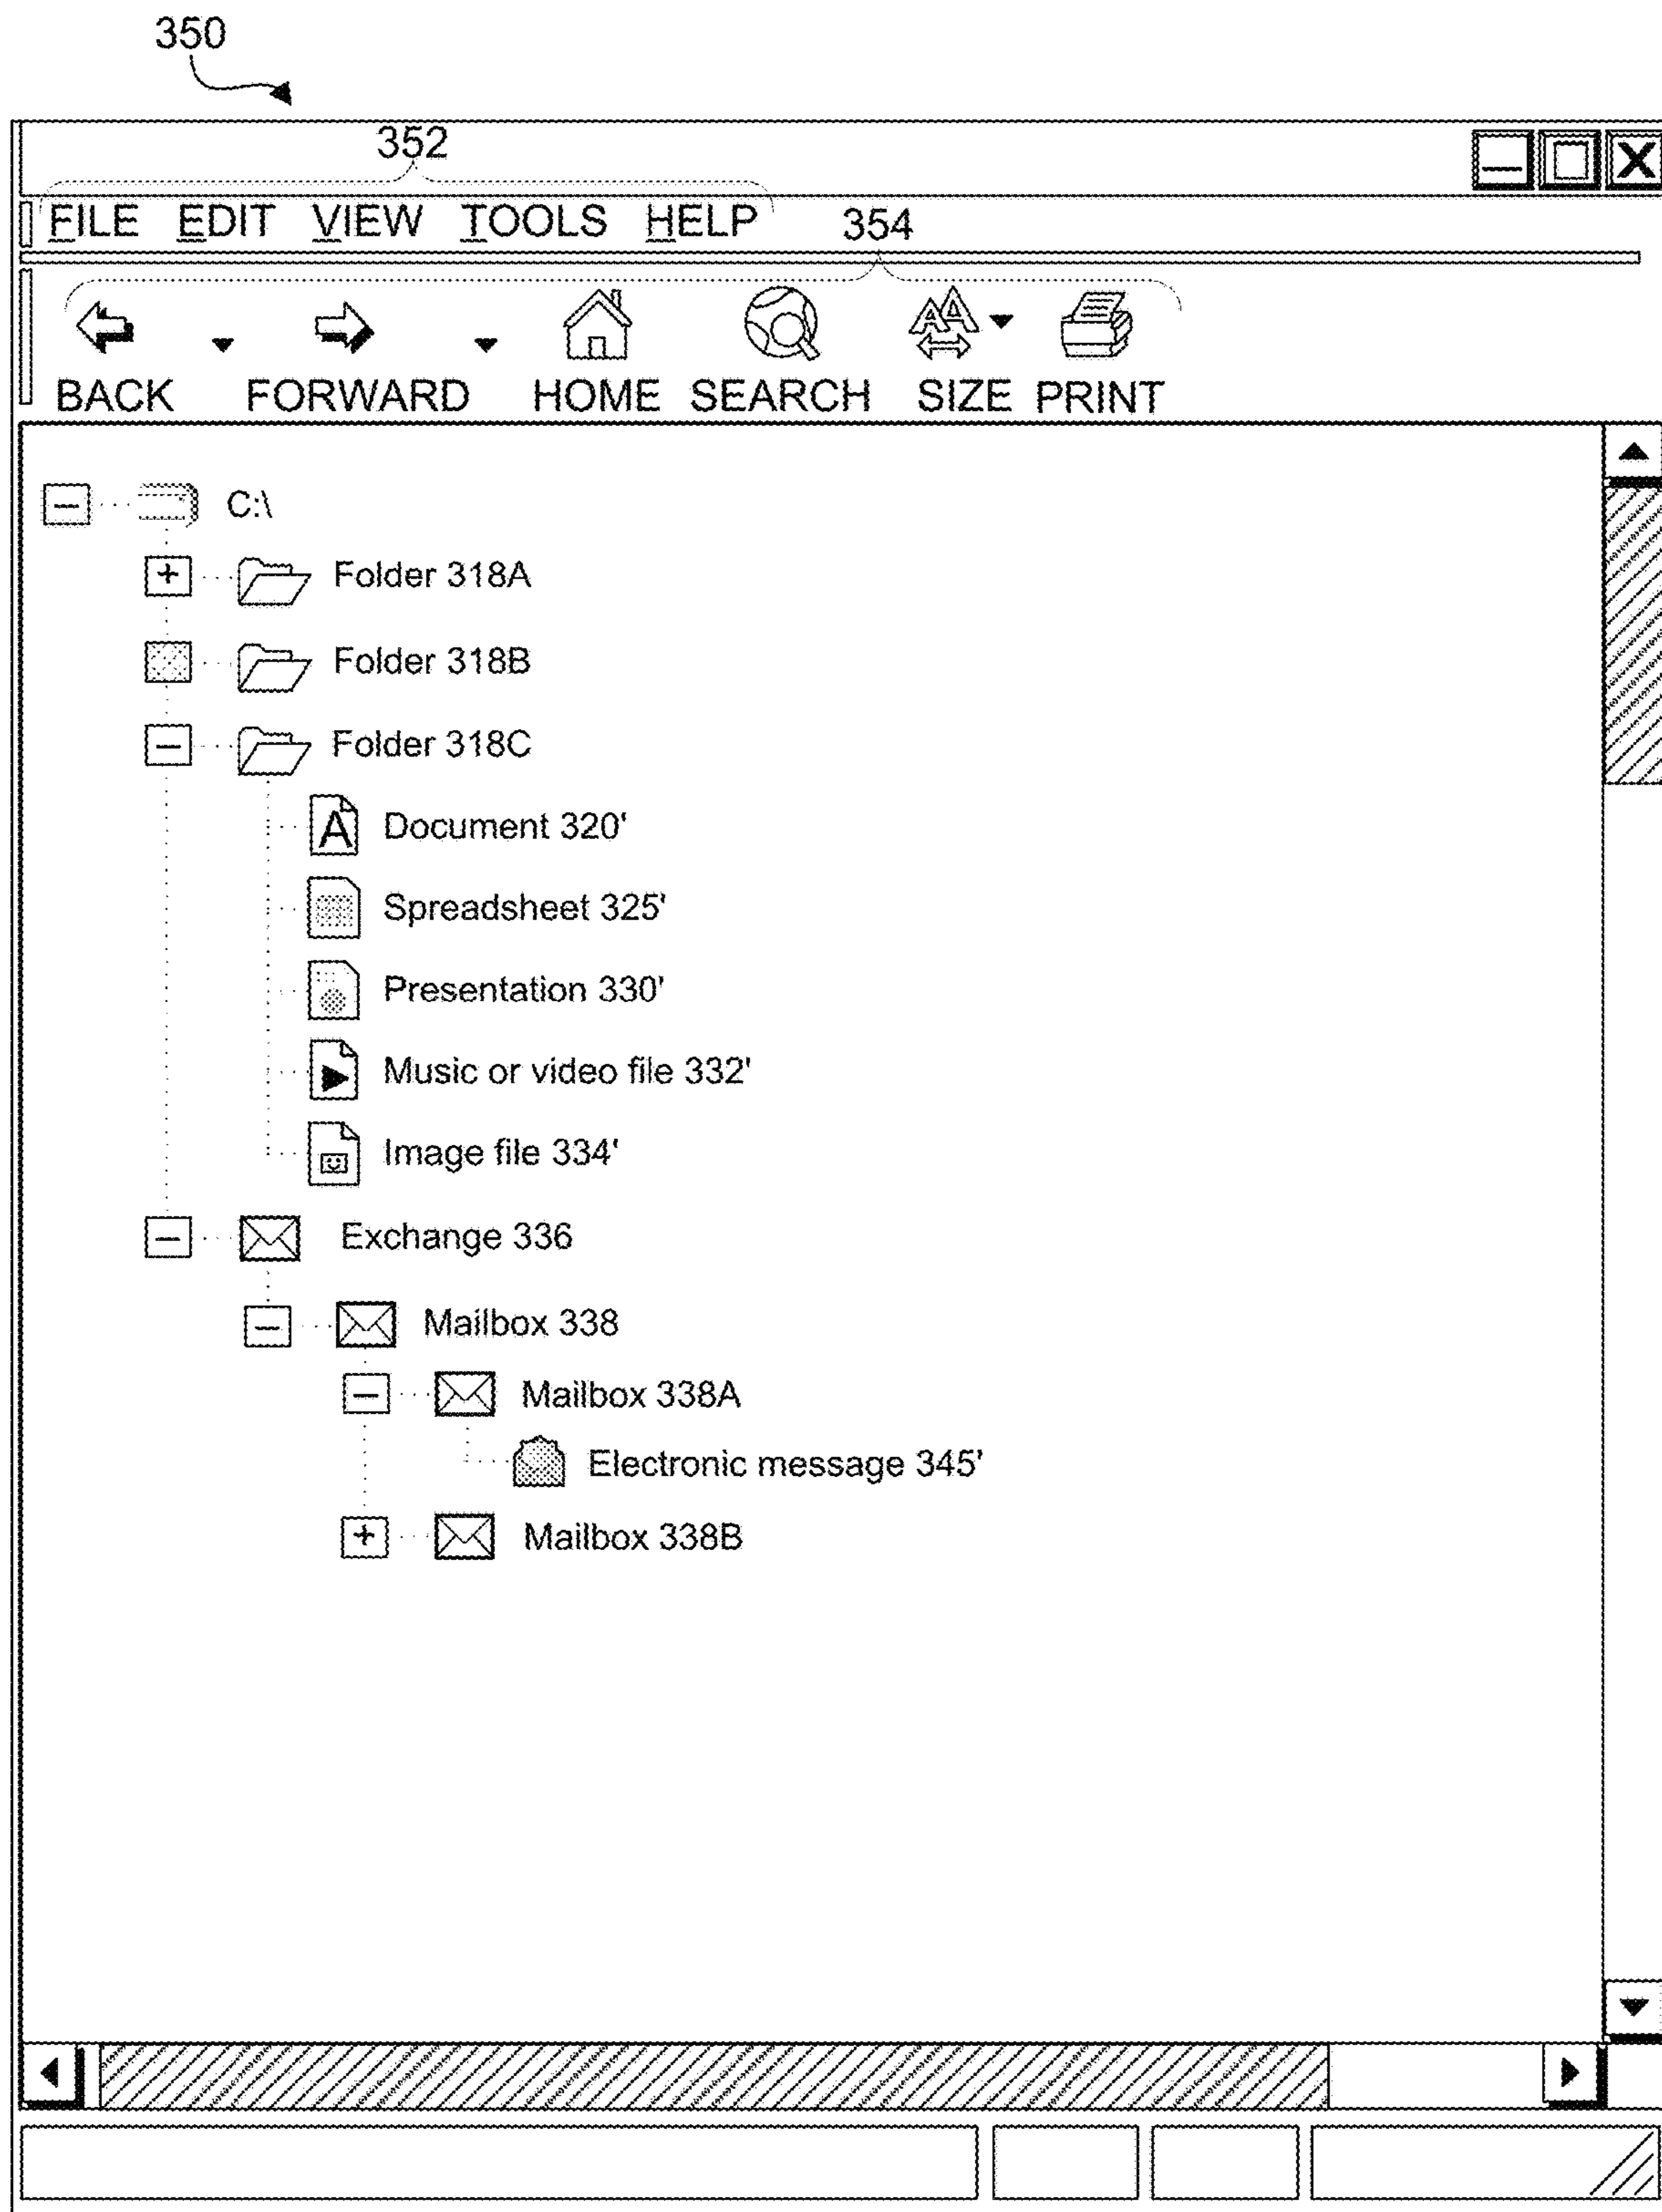 350
352
FILE EDIT VIEW TOOLS HELP 354
BACK FORWARD HOME SEARCH SIZE PRINT
C:\
Folder 318A
Folder 318B
Folder 318C
Document 320'
Spreadsheet 325'
Presentation 330'
Music or video file 332'
Image file 334'
Exchange 336
Mailbox 338
Mailbox 338A
Electronic message 345'
Mailbox 338B